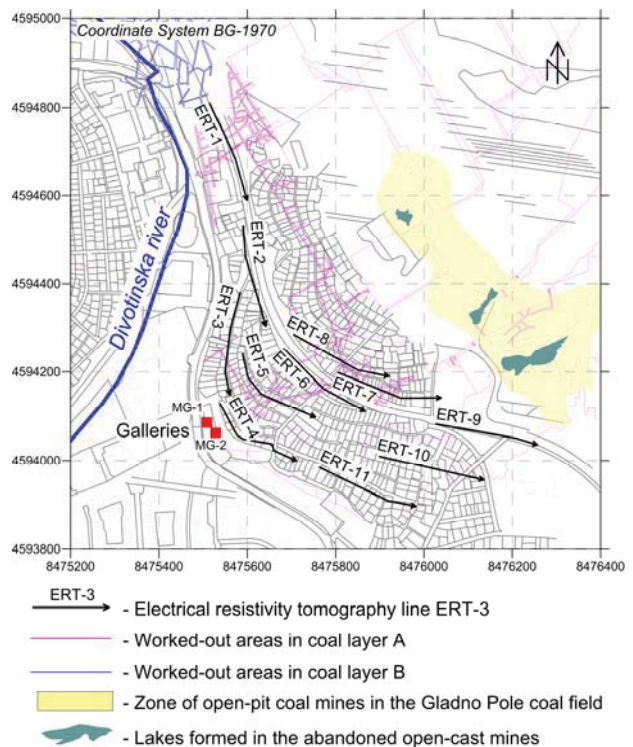 4595000
Coordinate System BG-1970
N
4594800
ERT-1
4594600
ERT-2
Divotinska river
4594400
ERT-3
ERT-8
ERT-5
ERT-6
4594200
ERT-7
MG-1
ERT-4
ERT-9
Galleries
MG-2
4594000
ERT-10
ERT-11
4593800
8475200 8475400 8475600 8475800 8476000 8476200 8476400
ERT-3
- Electrical resistivity tomography line ERT-3
- Worked-out areas in coal layer A
- Worked-out areas in coal layer B
- Zone of open-pit coal mines in the Gladno Pole coal field
- Lakes formed in the abandoned open-cast mines